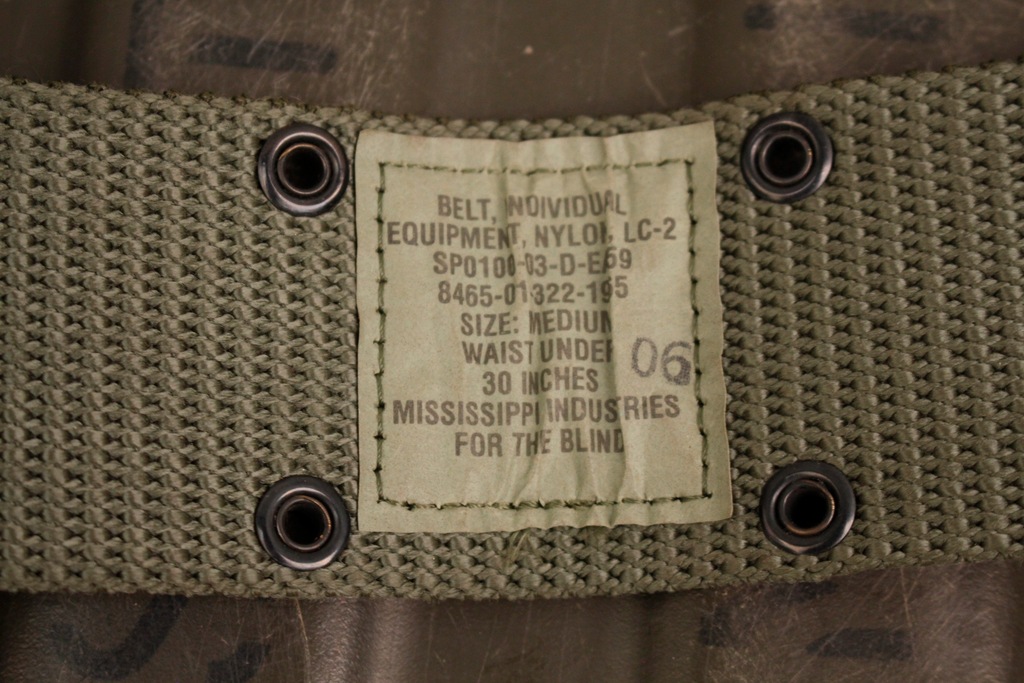 BELT, INDIVIDUAL
EQUIPMENT, NYLON, LC-2
SP0100-03-D-EA59
8465-01-322-195
SIZE: MEDIUM
WAIST UNDER
30 INCHES
06
MISSISSIPPI INDUSTRIES
FOR THE BLIND